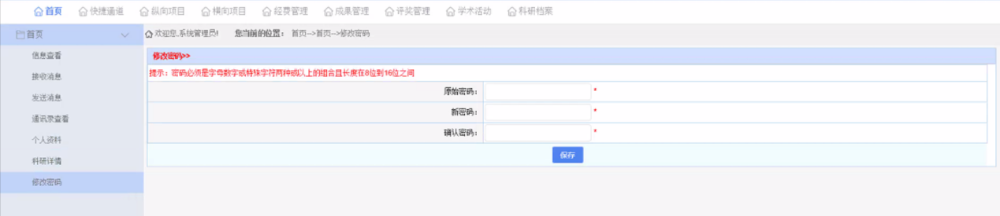 首页 快捷通道 纵向项目 横向项目 经费管理 成果管理 评奖管理 学术活动 科研档案
首页
欢迎您,系统管理员! 您当前的位置： 首页-->首页-->修改密码
信息查看
接收消息
发送消息
通讯录查看
个人资料
科研详情
修改密码
修改密码>>
提示：密码必须是字母数字或特殊字符两种或以上的组合且长度在8位到16位之间
原始密码： *
新密码： *
确认密码： *
保存